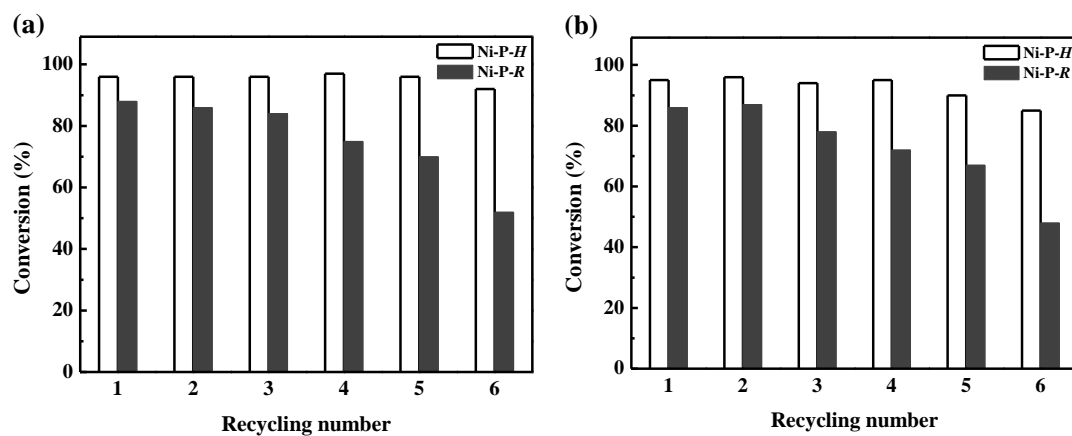 (a)
Ni-P-H
Ni-P-R
100
80
60
40
20
0
Conversion (%)
1 2 3 4 5 6
Recycling number
(b)
Ni-P-H
Ni-P-R
100
80
60
40
20
0
Conversion (%)
1 2 3 4 5 6
Recycling number